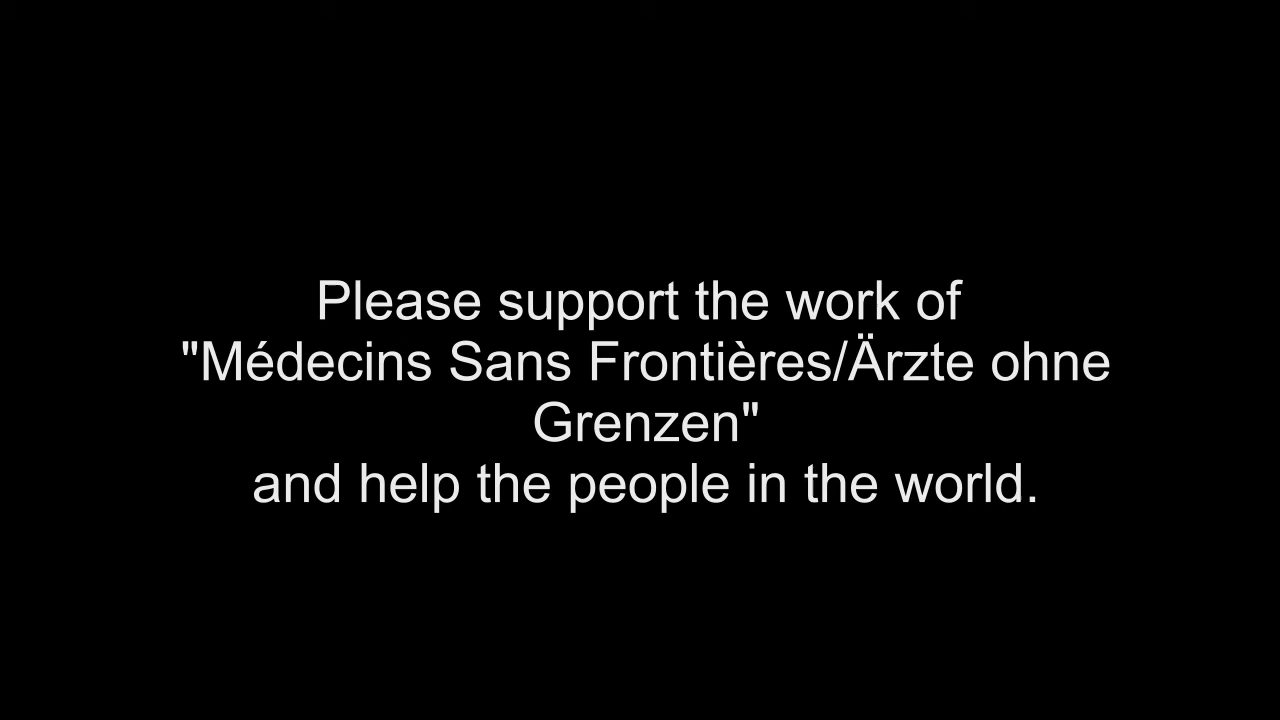 Please support the work of
"Médecins Sans Frontières/Ärzte ohne
Grenzen"
and help the people in the world.